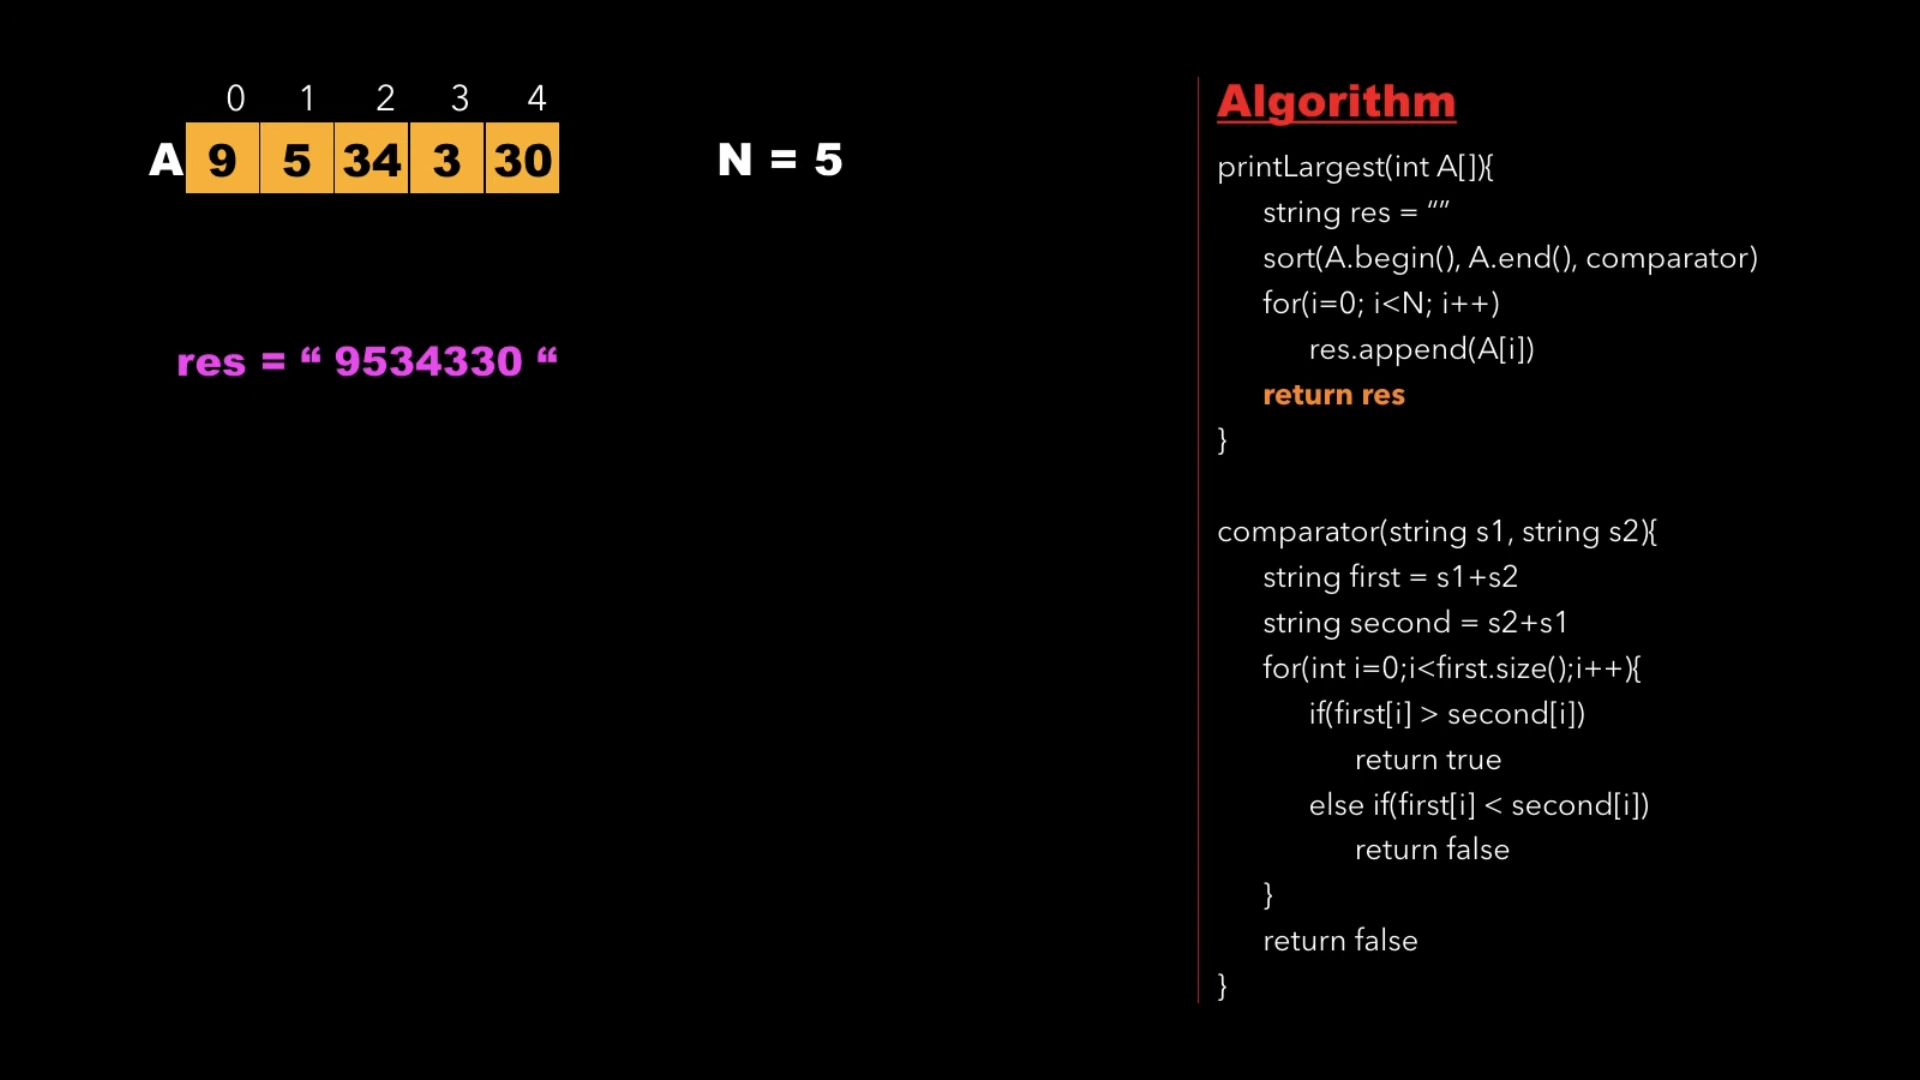 0 1 2 3 4
A 9 5 34 3 30
N = 5
res = “ 9534330 “
Algorithm
printLargest(int A[]){
string res = “”
sort(A.begin(), A.end(), comparator)
for(i=0; i<N; i++)
res.append(A[i])
return res
}
comparator(string s1, string s2){
string first = s1+s2
string second = s2+s1
for(int i=0;i<first.size();i++){
if(first[i] > second[i])
return true
else if(first[i] < second[i])
return false
}
return false
}